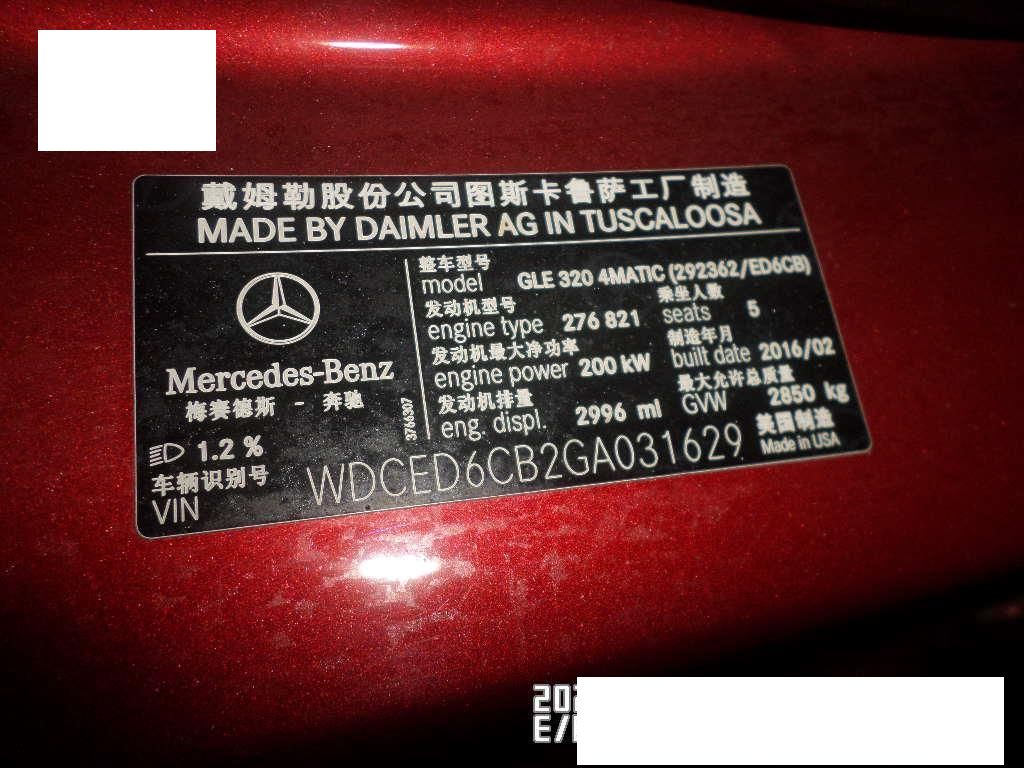 戴姆勒股份公司图斯卡鲁萨工厂制造
MADE BY DAIMLER AG IN TUSCALOOSA
Mercedes-Benz
梅赛德斯 - 奔驰
1.2 %
3766307
整车型号
model GLE 320 4MATIC (292362/ED6CB)
发动机型号 乘坐人数
engine type 276 821 seats 5
发动机最大净功率 制造年月
engine power 200 kW built date 2016/02
发动机排量 最大允许总质量
eng. displ. 2996 ml GVW 2850 kg
美国制造
Made in USA
车辆识别号
VIN WDCED6CB2GA031629